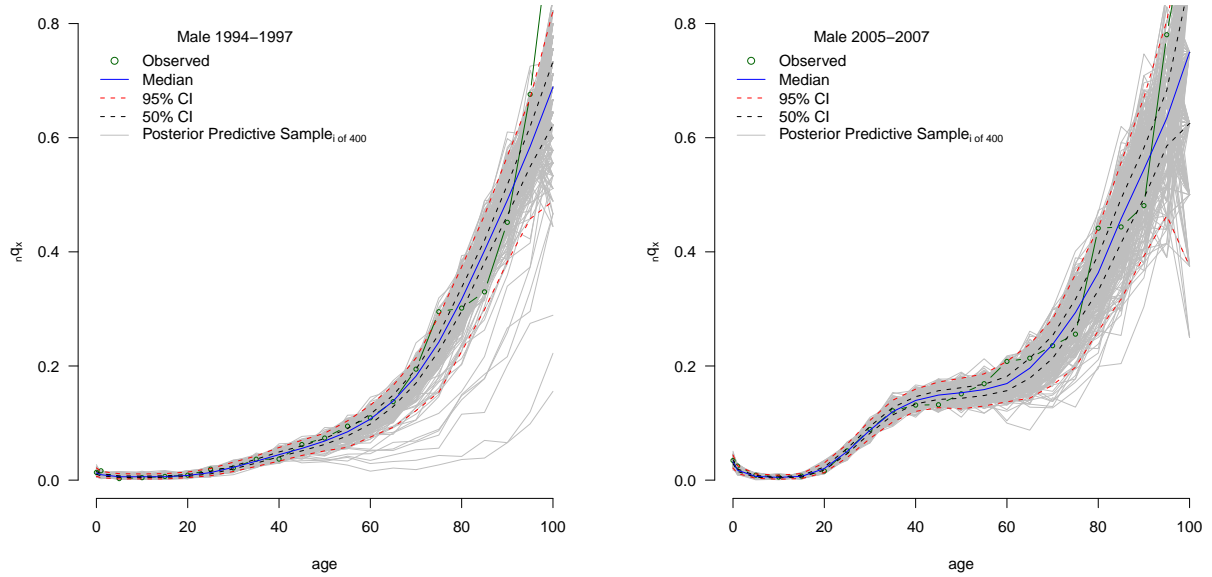 Male 1994−1997
Observed
Median
95% CI
50% CI
Posterior Predictive Sample i of 400
0.8
0.6
0.4
0.2
0.0
nqx
0 20 40 60 80 100
age
Male 2005−2007
Observed
Median
95% CI
50% CI
Posterior Predictive Sample i of 400
0.8
0.6
0.4
0.2
0.0
nqx
0 20 40 60 80 100
age